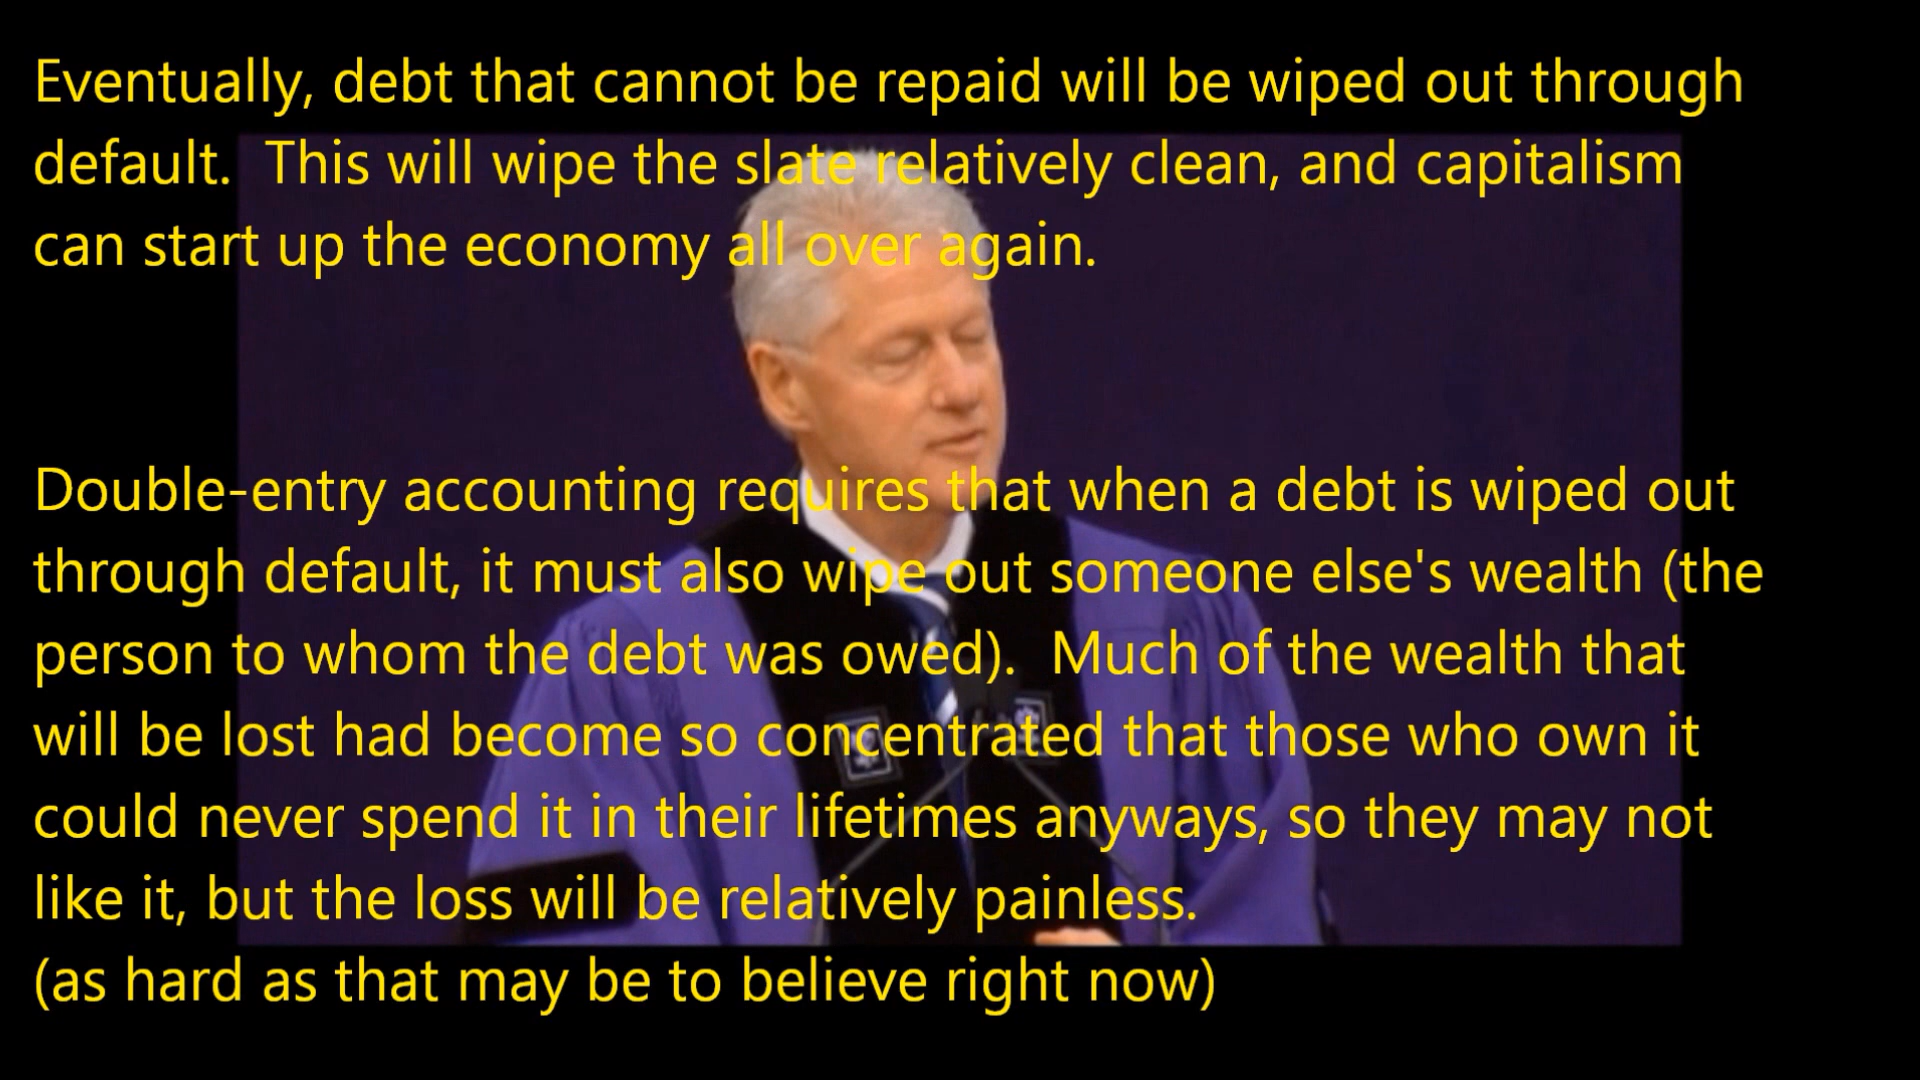 Eventually, debt that cannot be repaid will be wiped out through
default.  This will wipe the slate relatively clean, and capitalism
can start up the economy all over again.
Double-entry accounting requires that when a debt is wiped out
through default, it must also wipe out someone else's wealth (the
person to whom the debt was owed).  Much of the wealth that
will be lost had become so concentrated that those who own it
could never spend it in their lifetimes anyways, so they may not
like it, but the loss will be relatively painless.
(as hard as that may be to believe right now)